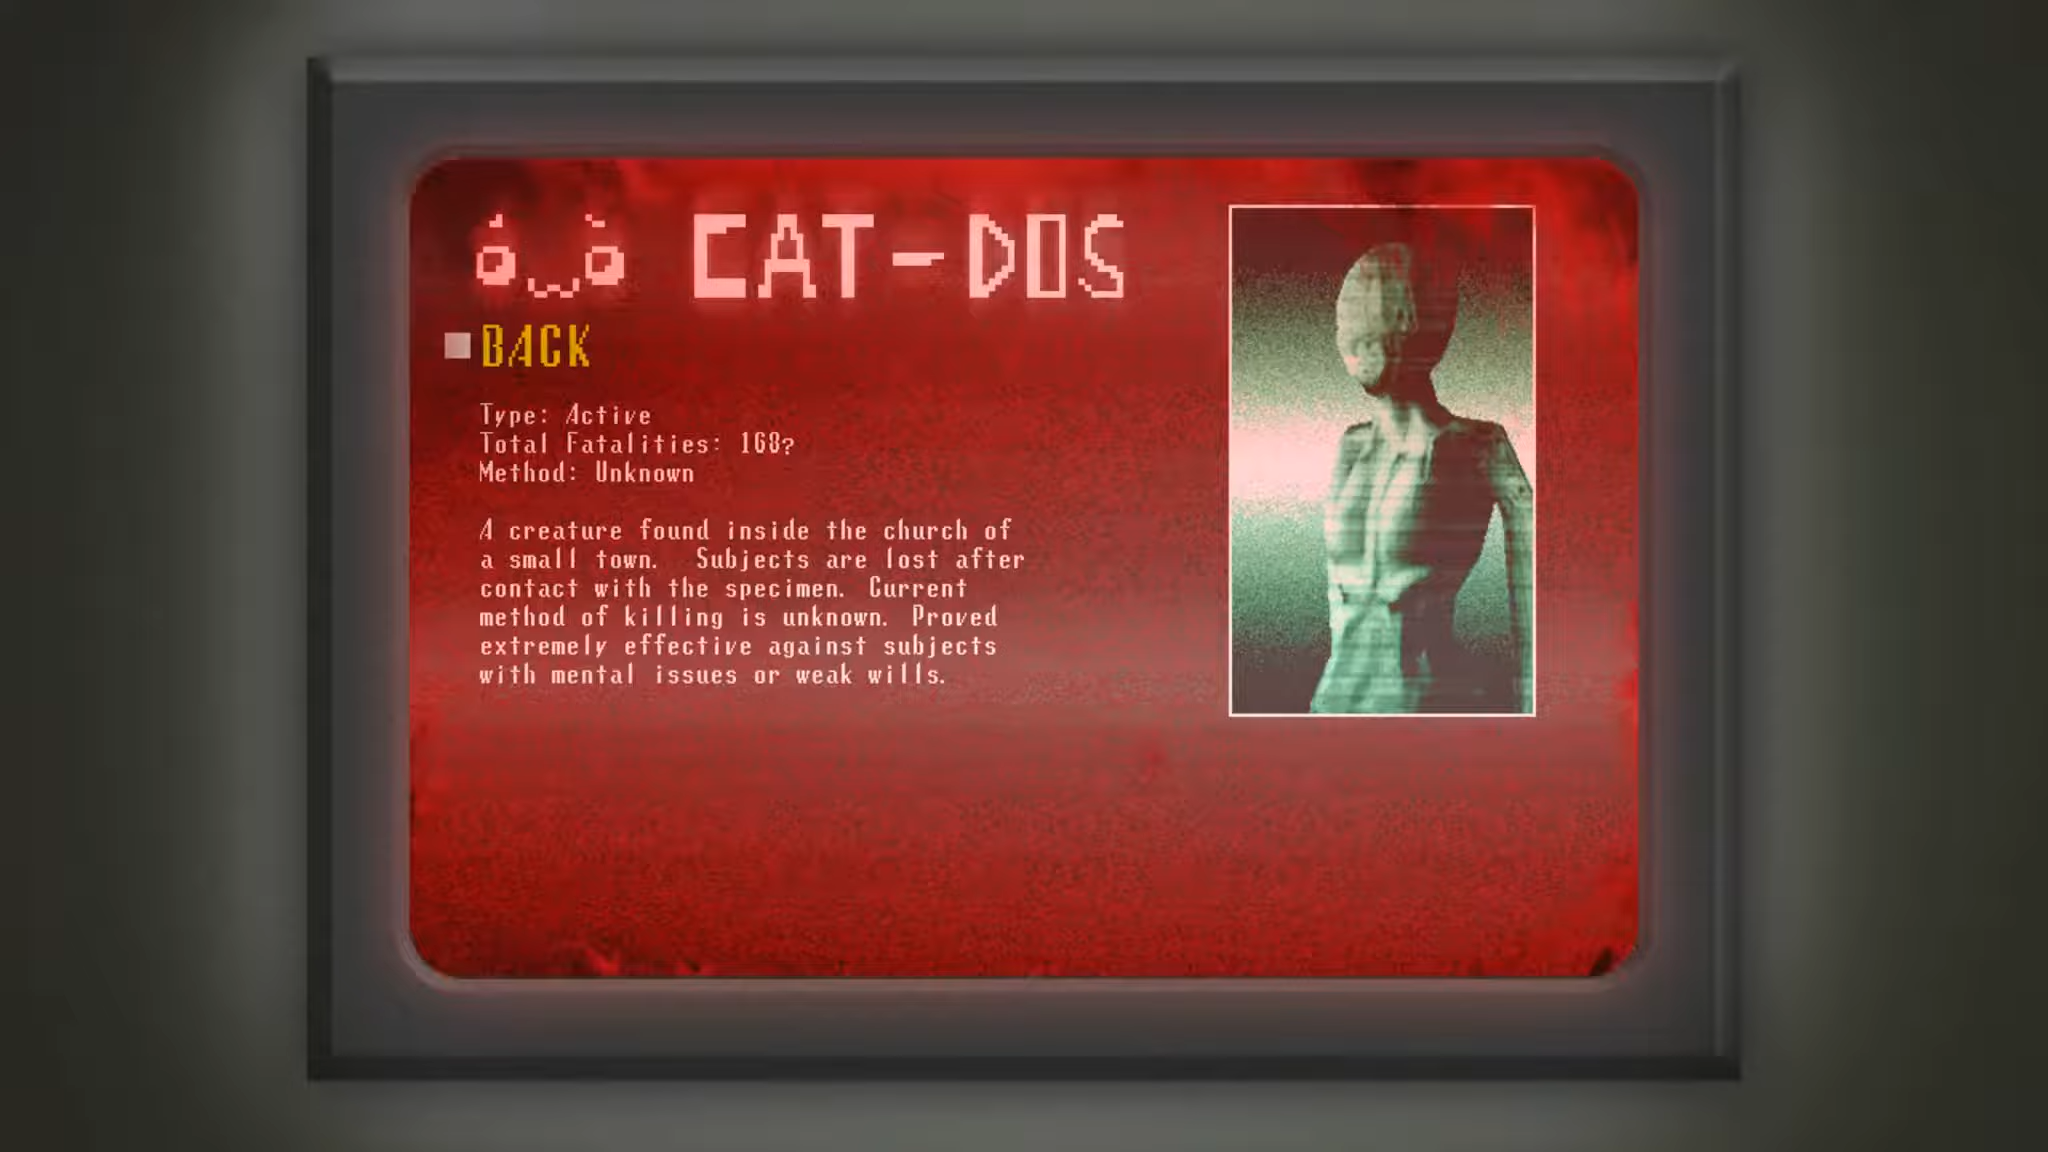 CAT-DOS
BACK
Type: Active
Total Fatalities: 168?
Method: Unknown
A creature found inside the church of
a small town. Subjects are lost after
contact with the specimen. Current
method of killing is unknown. Proved
extremely effective against subjects
with mental issues or weak wills.